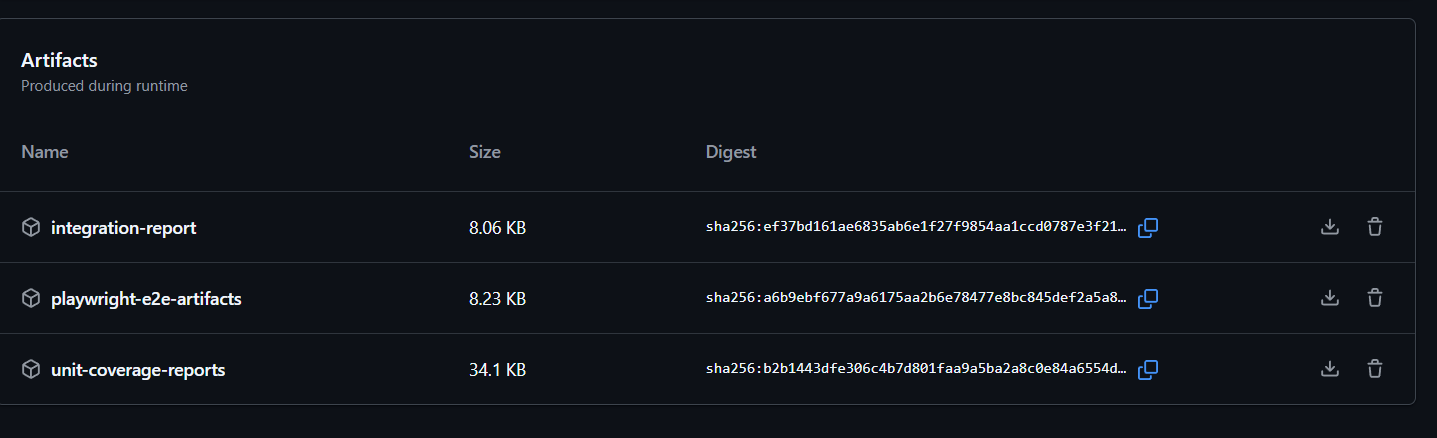 Artifacts
Produced during runtime
Name Size Digest
integration-report 8.06 KB sha256:ef37bd161ae6835ab6e1f27f9854aa1ccd0787e3f21…
playwright-e2e-artifacts 8.23 KB sha256:a6b9ebf677a9a6175aa2b6e78477e8bc845def2a5a8…
unit-coverage-reports 34.1 KB sha256:b2b1443dfe306c4b7d801faa9a5ba2a8c0e84a6554d…